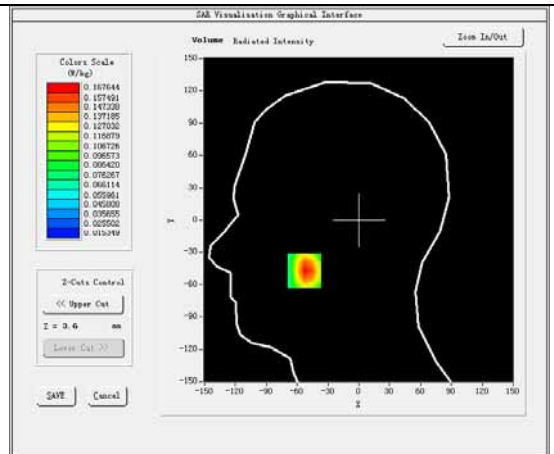 SAR Visualisation Graphical Interface
Volume Radiated Intensity
Zoom In/Out
Colors Scale
(W/kg)
0.167644
0.157491
0.147338
0.137185
0.127032
0.116879
0.106726
0.096573
0.086420
0.076267
0.066114
0.055961
0.045808
0.035655
0.025502
0.015349
150
120
90
60
30
0
-30
-60
-90
-120
-150
Y
-150 -120 -90 -60 -30 0 30 60 90 120 150
X
Z-Cuts Control
<< Upper Cut
Z = 3.6 mm
Lower Cut >>
SAVE
Cancel